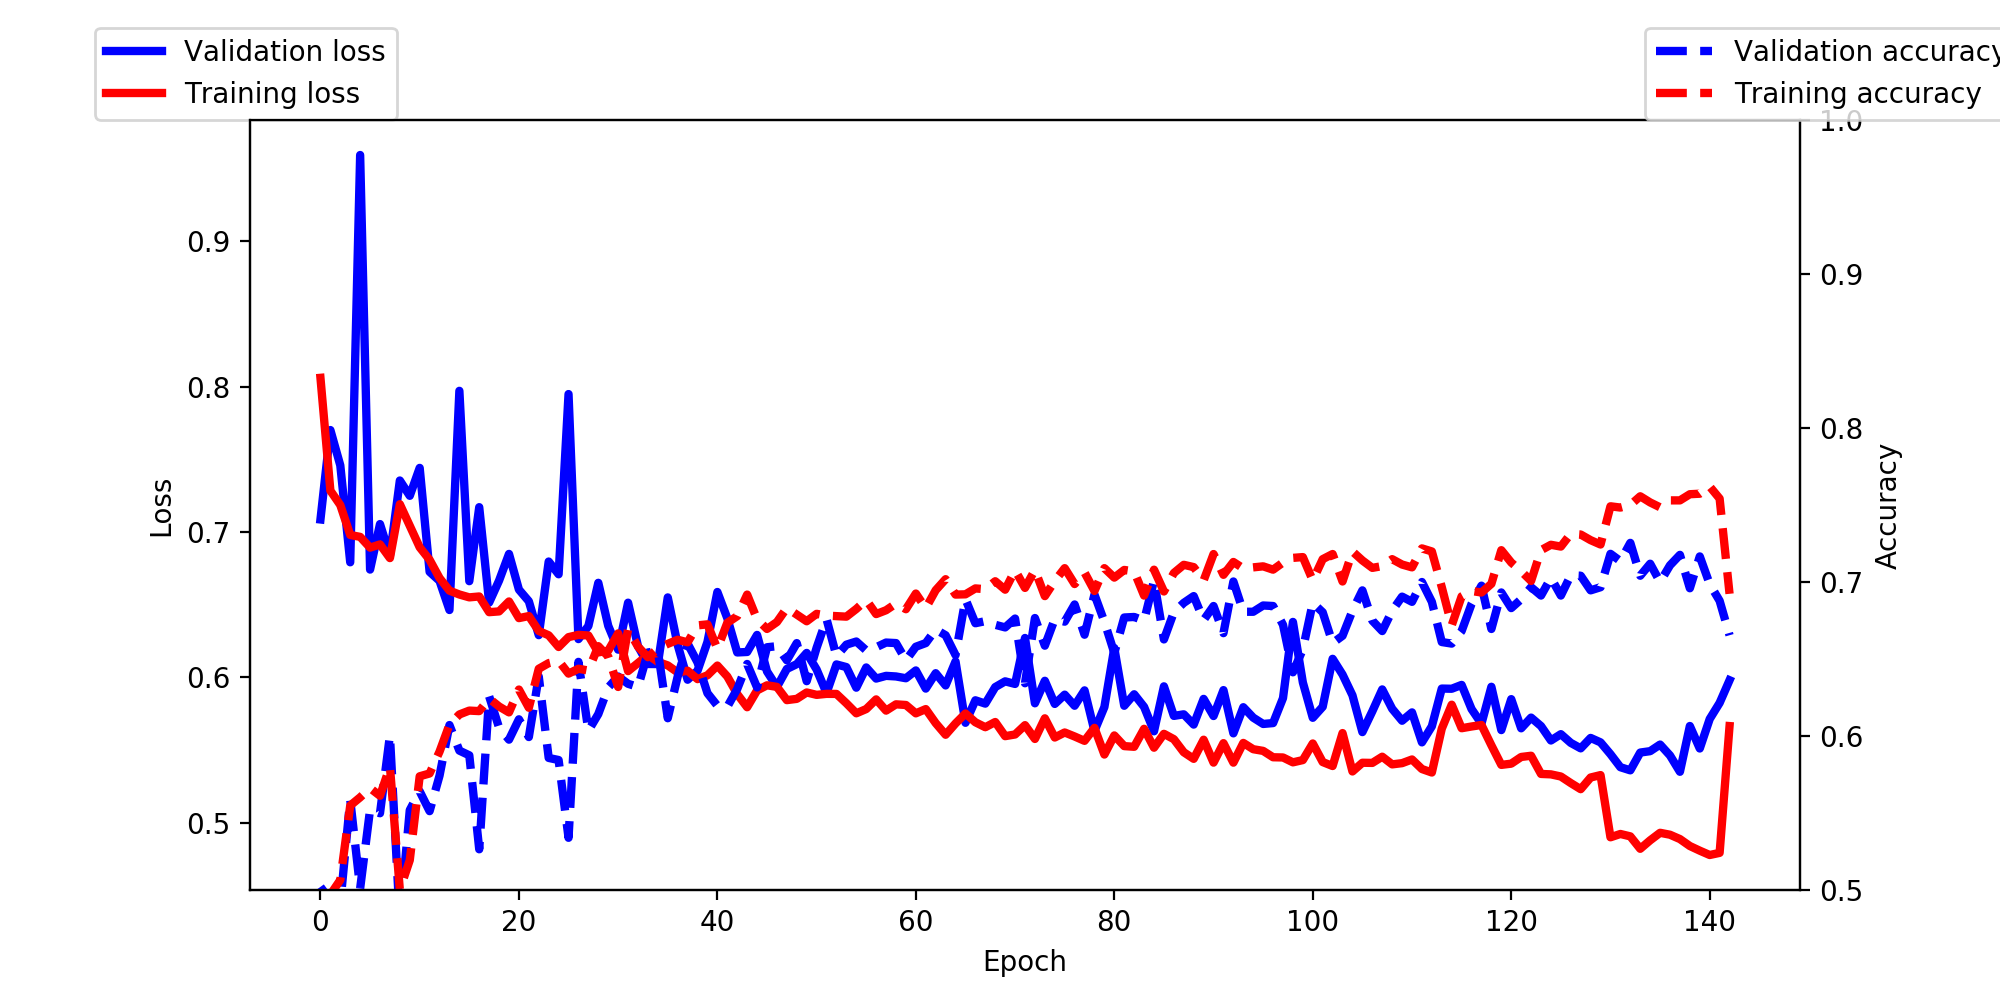 Validation loss
Training loss
Validation accuracy
Training accuracy
1.0
0.9
0.8
0.7
0.6
0.5
Loss
0.9
0.8
0.7
0.6
0.5
Accuracy
0 20 40 60 80 100 120 140
Epoch